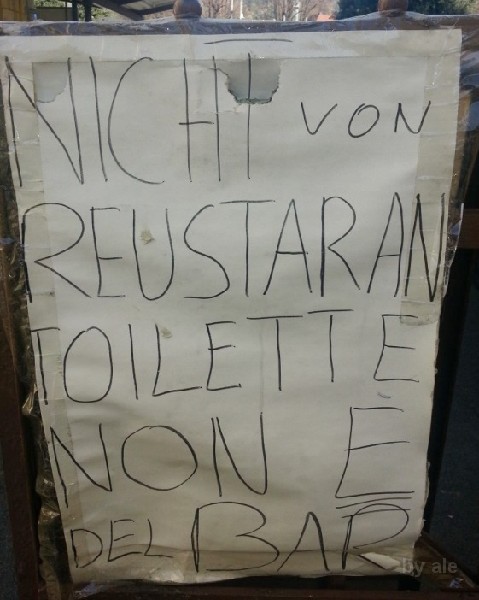 NICHT VON
REUSTARAN
TOILETTE
NON E
DEL BAR
By ale